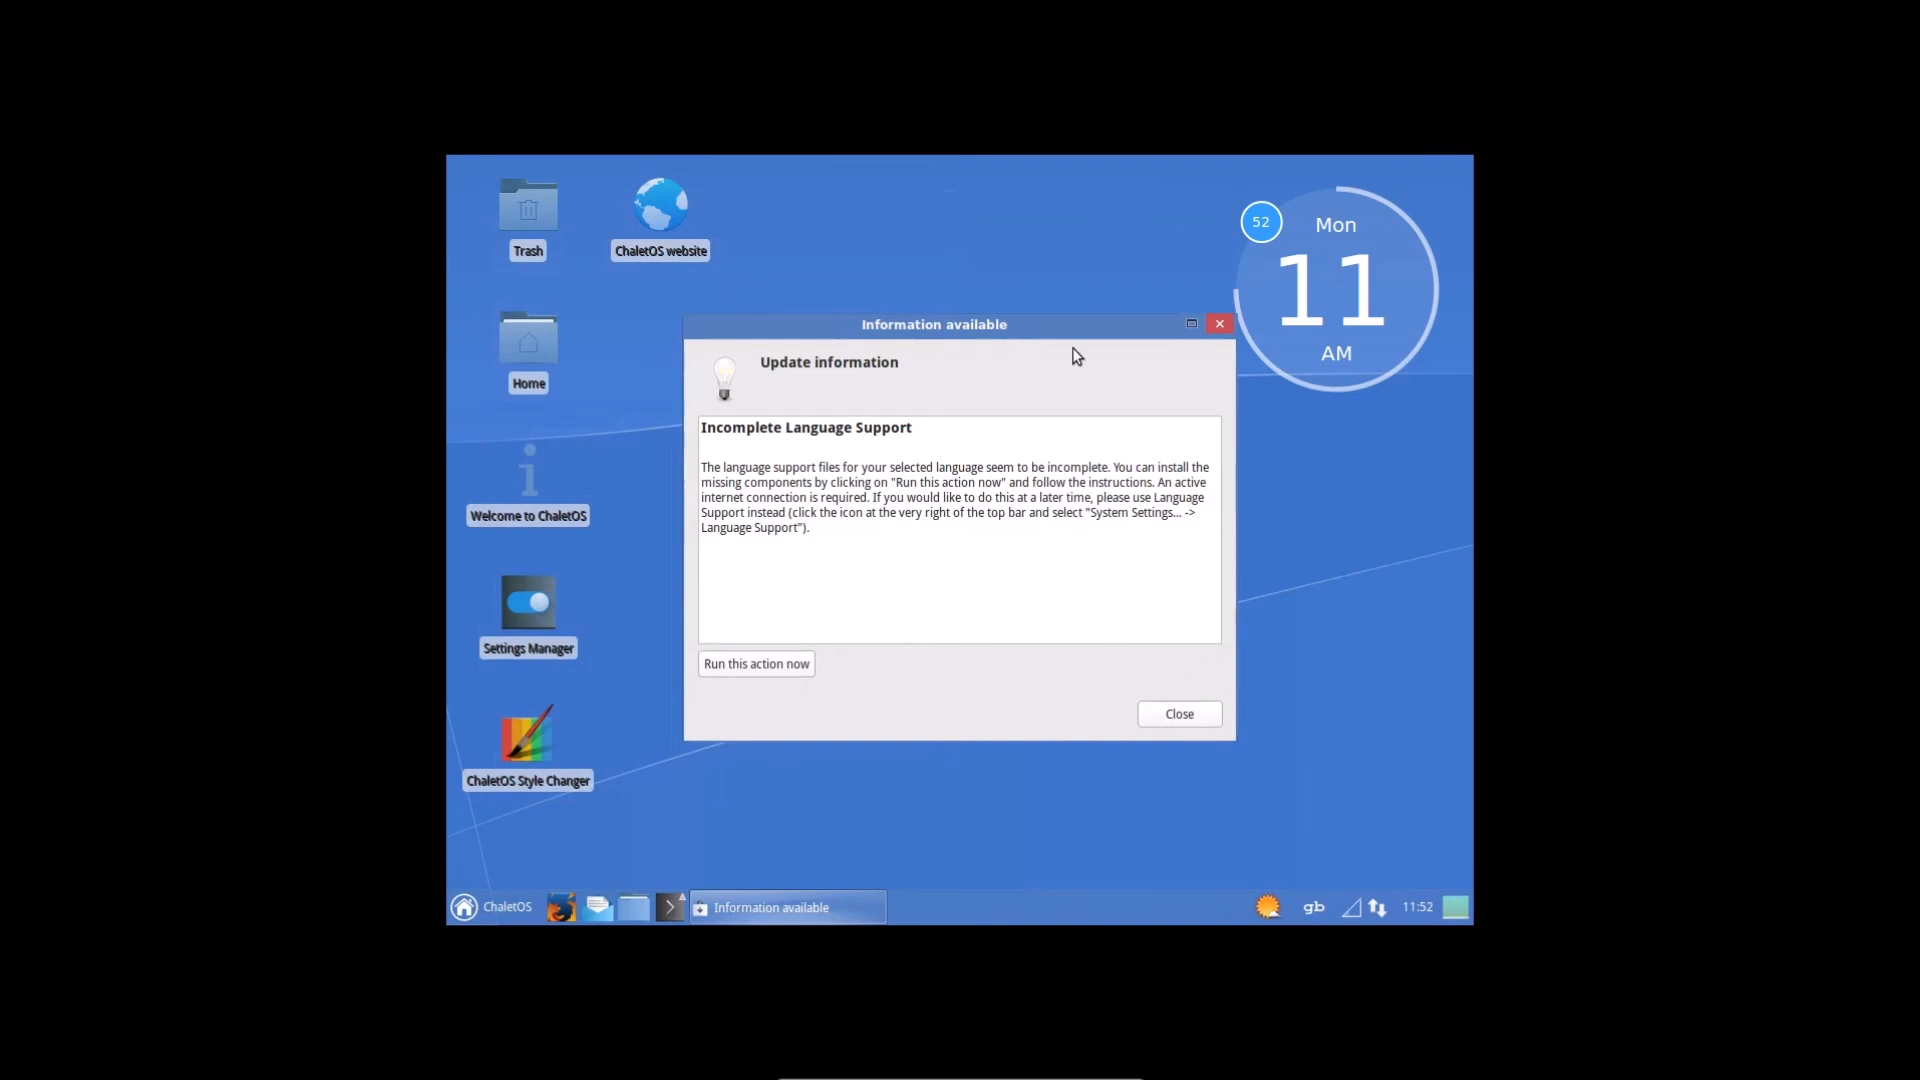 Trash
ChaletOS website
52
Mon
11
AM
Home
Information available
Update information
Incomplete Language Support
The language support files for your selected language seem to be incomplete. You can install the
missing components by clicking on "Run this action now" and follow the instructions. An active
internet connection is required. If you would like to do this at a later time, please use Language
Support instead (click the icon at the very right of the top bar and select "System Settings... ->
Language Support").
Welcome to ChaletOS
Settings Manager
Run this action now
Close
ChaletOS Style Changer
ChaletOS
Information available
gb
11:52